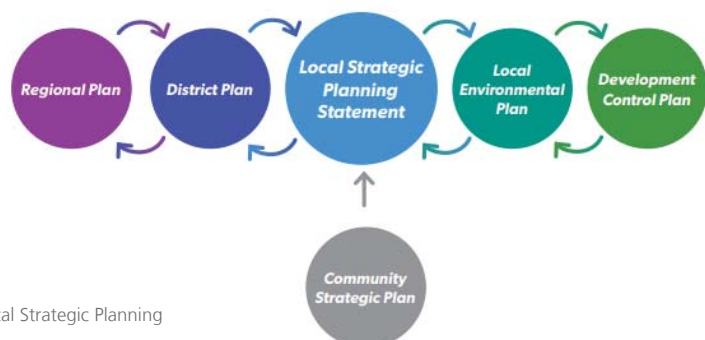 Regional Plan
District Plan
Local Strategic
Planning
Statement
Local
Environmental
Plan
Development
Control Plan
Community
Strategic Plan
Strategic Planning